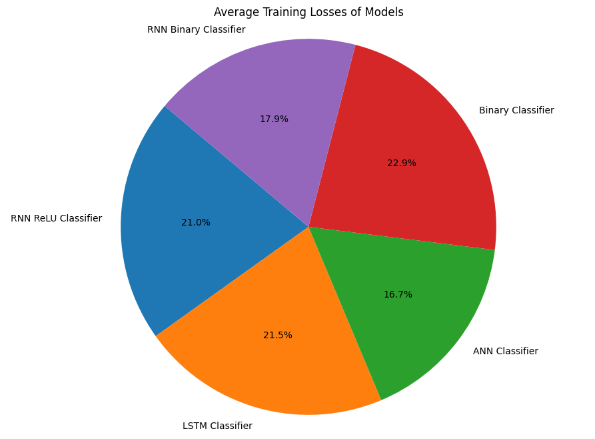 Average Training Losses of Models
RNN Binary Classifier
Binary Classifier
17.9%
22.9%
RNN ReLU Classifier
21.0%
16.7%
21.5%
ANN Classifier
LSTM Classifier